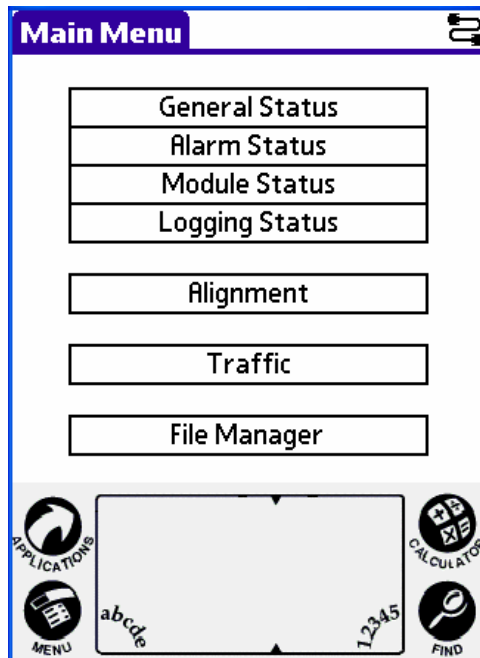 Main Menu
General Status
Alarm Status
Module Status
Logging Status
Alignment
Traffic
File Manager
APPLICATIONS
CALCULATOR
MENU
abcde
12345
FIND